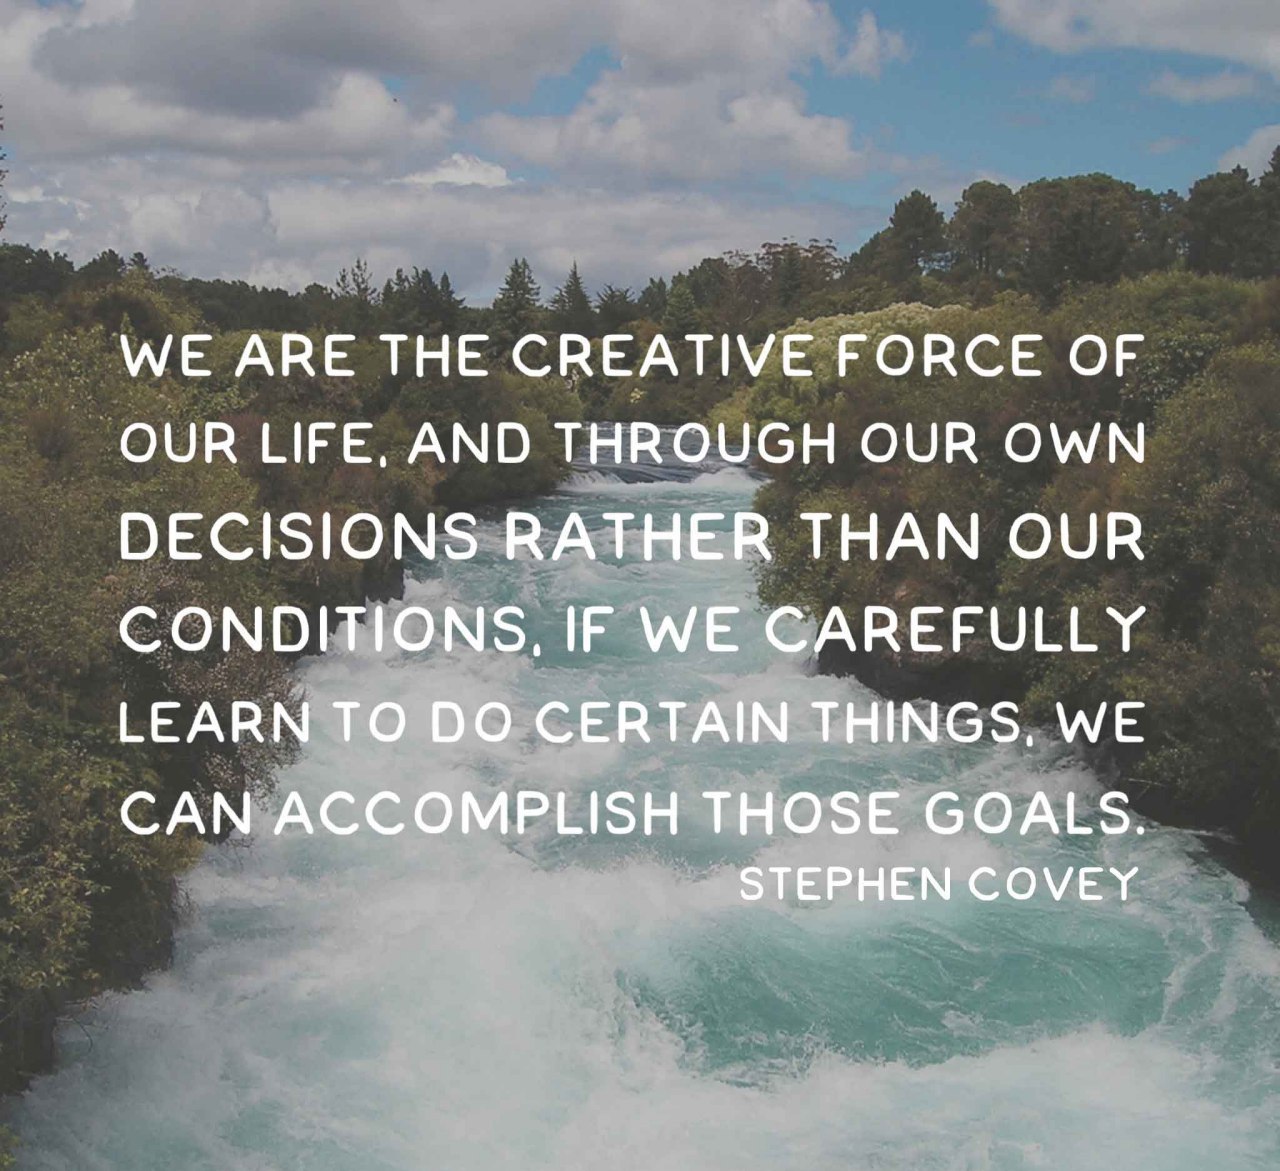 WE ARE THE CREATIVE FORCE OF
OUR LIFE, AND THROUGH OUR OWN
DECISIONS RATHER THAN OUR
CONDITIONS, IF WE CAREFULLY
LEARN TO DO CERTAIN THINGS, WE
CAN ACCOMPLISH THOSE GOALS.
STEPHEN COVEY